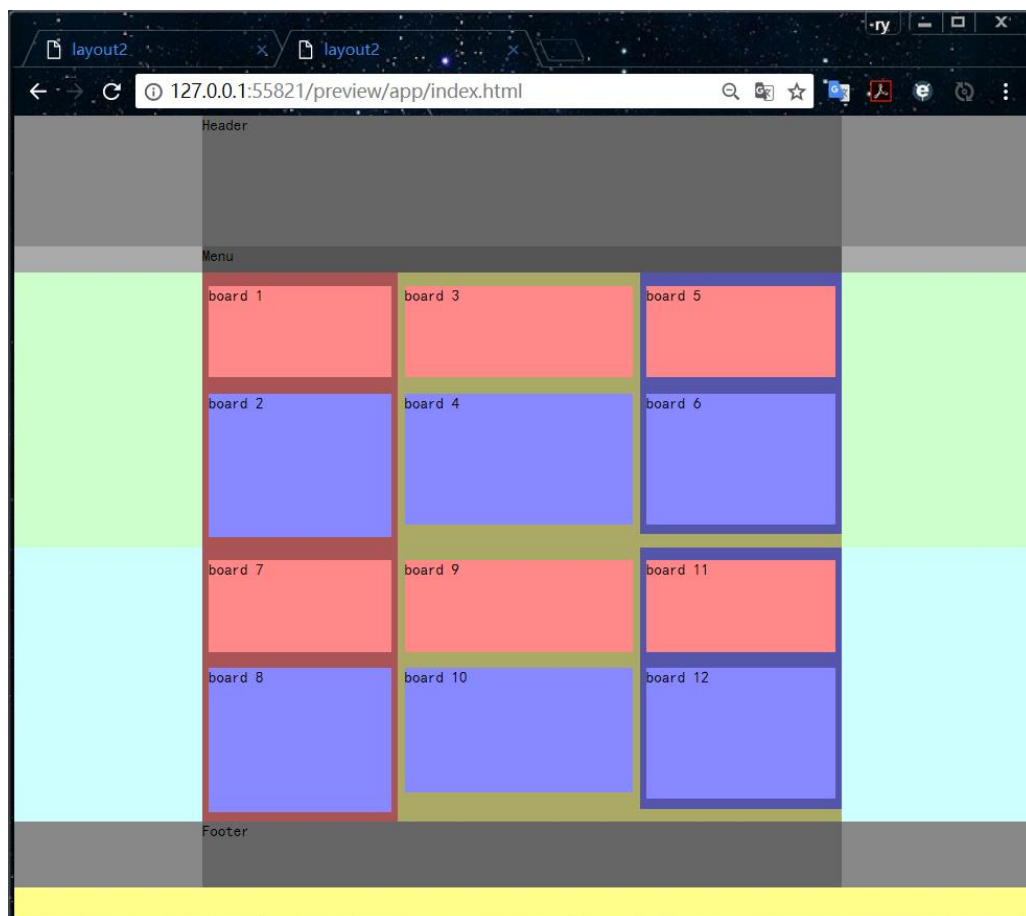 -ry
layout2 layout2
127.0.0.1:55821/preview/app/index.html
Header
Menu
board 1 board 3 board 5
board 2 board 4 board 6
board 7 board 9 board 11
board 8 board 10 board 12
Footer